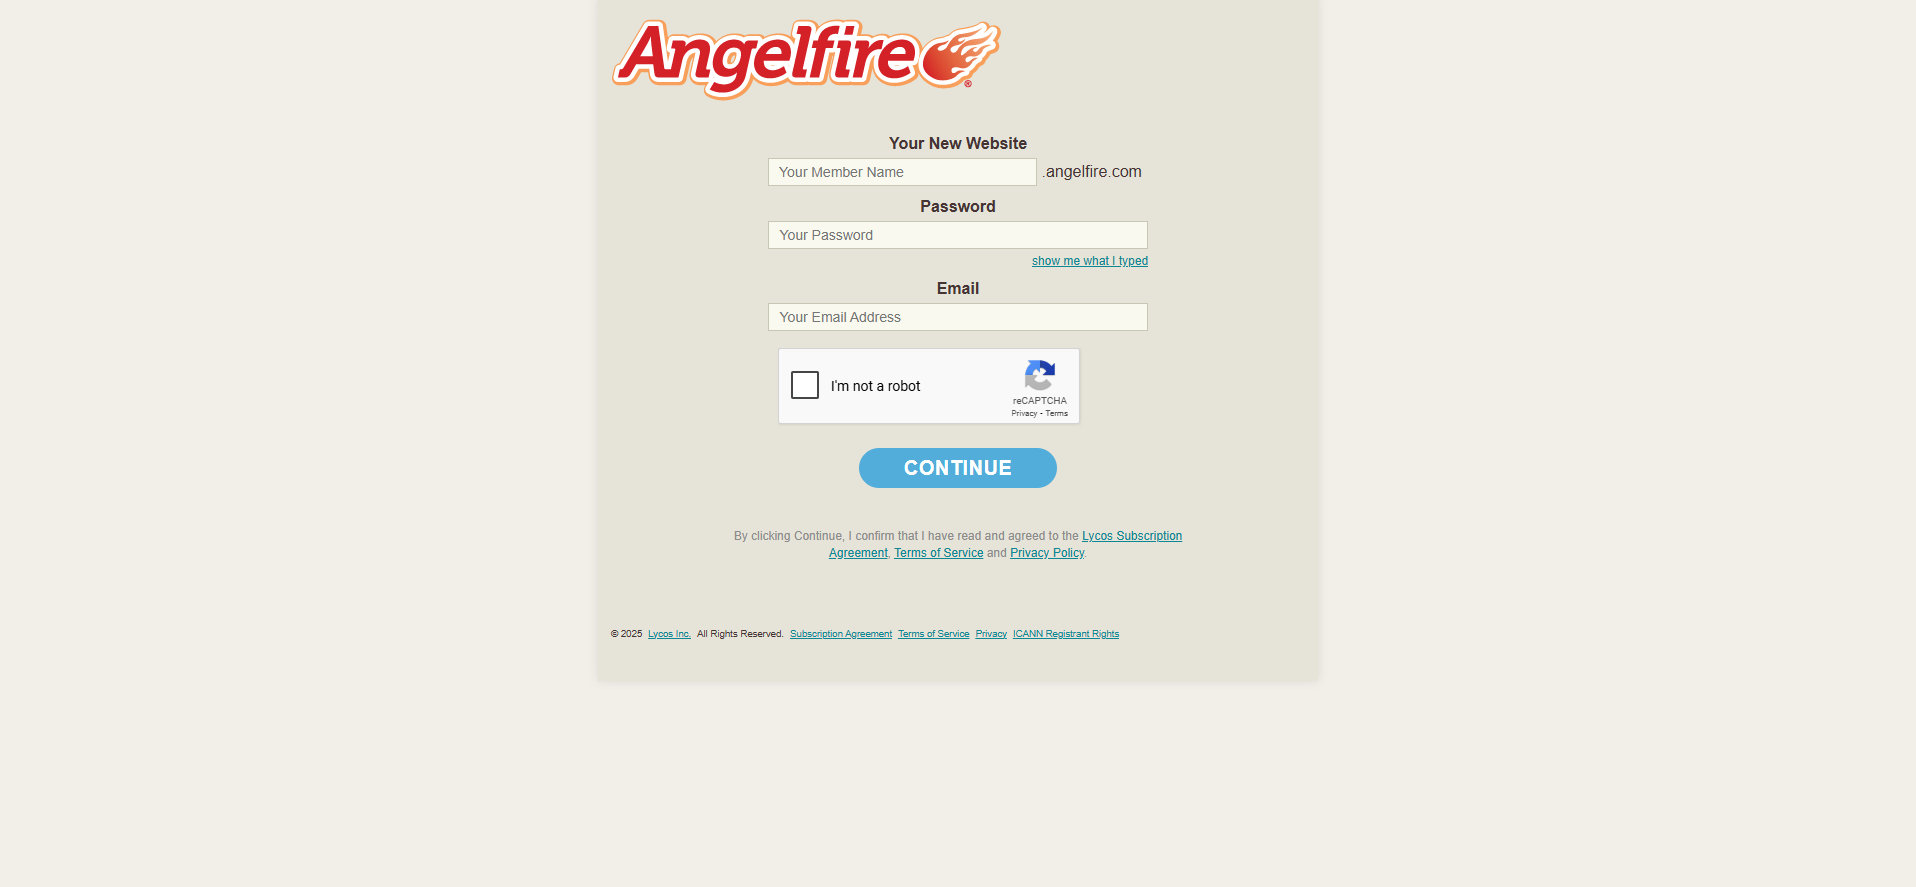 Angelfire®
Your New Website
Your Member Name .angelfire.com
Password
Your Password
show me what I typed
Email
Your Email Address
I'm not a robot
reCAPTCHA
Privacy - Terms
CONTINUE
By clicking Continue, I confirm that I have read and agreed to the Lycos Subscription
Agreement, Terms of Service and Privacy Policy.
© 2025 Lycos Inc. All Rights Reserved. Subscription Agreement Terms of Service Privacy ICANN Registrant Rights